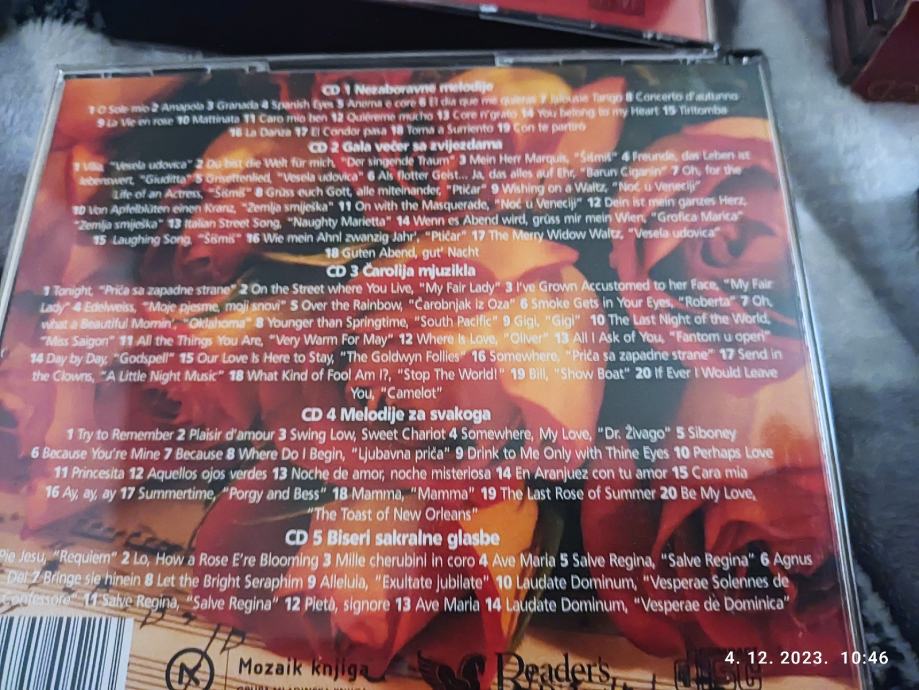 CD 1 Nezaboravne melodije
1 O Sole mio 2 Amapola 3 Granada 4 Spanish Eyes 5 Anema e core 6 El dia que me quieras 7 Jalousie Tango 8 Concerto d'autunno
9 La Vie en rose 10 Mattinata 11 Caro mio ben 12 Quiéreme mucho 13 Core n'grato 14 You belong to my Heart 15 Tiritomba
16 La Danza 17 El Condor pasa 18 Torna a Surriento 19 Con te partirò
CD 2 Gala večer sa zvijezdama
1 Vilia, "Vesela udovica" 2 Du bist die Welt für mich, "Der singende Traum" 3 Mein Herr Marquis, "Šišmiš" 4 Freunde, das Leben ist
lebenswert, "Giuditta" 5 Grisettenlied, "Vesela udovica" 6 Als flotter Geist... Ja, das alles auf Ehr, "Barun Ciganin" 7 Oh, for the
Life of an Actress, "Šišmiš" 8 Grüss euch Gott, alle miteinander, "Ptičar" 9 Wishing on a Waltz, "Noć u Veneciji"
10 Von Apfelblüten einen Kranz, "Zemlja smiješka" 11 On with the Masquerade, "Noć u Veneciji" 12 Dein ist mein ganzes Herz,
"Zemlja smiješka" 13 Italian Street Song, "Naughty Marietta" 14 Wenn es Abend wird, grüss mir mein Wien, "Grofica Marica"
15 Laughing Song, "Šišmiš" 16 Wie mein Ahnl zwanzig Jahr', "Ptičar" 17 The Merry Widow Waltz, "Vesela udovica"
18 Guten Abend, gut' Nacht
CD 3 Čarolija mjuzikla
1 Tonight, "Priča sa zapadne strane" 2 On the Street where You Live, "My Fair Lady" 3 I've Grown Accustomed to her Face, "My Fair
Lady" 4 Edelweiss, "Moje pjesme, moji snovi" 5 Over the Rainbow, "Čarobnjak iz Oza" 6 Smoke Gets in Your Eyes, "Roberta" 7 Oh,
what a Beautiful Mornin', "Oklahoma" 8 Younger than Springtime, "South Pacific" 9 Gigi, "Gigi" 10 The Last Night of the World,
"Miss Saigon" 11 All the Things You Are, "Very Warm For May" 12 Where Is Love, "Oliver" 13 All I Ask of You, "Fantom u operi"
14 Day by Day, "Godspell" 15 Our Love Is Here to Stay, "The Goldwyn Follies" 16 Somewhere, "Priča sa zapadne strane" 17 Send in
the Clowns, "A Little Night Music" 18 What Kind of Fool Am I?, "Stop The World!" 19 Bill, "Show Boat" 20 If Ever I Would Leave
You, "Camelot"
CD 4 Melodije za svakoga
1 Try to Remember 2 Plaisir d'amour 3 Swing Low, Sweet Chariot 4 Somewhere, My Love, "Dr. Živago" 5 Siboney
6 Because You're Mine 7 Because 8 Where Do I Begin, "Ljubavna priča" 9 Drink to Me Only with Thine Eyes 10 Perhaps Love
11 Princesita 12 Aquellos ojos verdes 13 Noche de amor, noche misteriosa 14 En Aranjuez con tu amor 15 Cara mia
16 Ay, ay, ay 17 Summertime, "Porgy and Bess" 18 Mamma, "Mamma" 19 The Last Rose of Summer 20 Be My Love,
"The Toast of New Orleans"
CD 5 Biseri sakralne glasbe
Pie Jesu, "Requiem" 2 Lo, How a Rose E're Blooming 3 Mille cherubini in coro 4 Ave Maria 5 Salve Regina, "Salve Regina" 6 Agnus
Dei 7 Bringe sie hinein 8 Let the Bright Seraphim 9 Alleluia, "Exultate Jubilate" 10 Laudate Dominum, "Vesperae Solennes de
Confessore" 11 Salve Regina, "Salve Regina" 12 Pietà, signore 13 Ave Maria 14 Laudate Dominum, "Vesperae de Dominica"
Mozaik knjiga
Reader's
4. 12. 2023. 10:46